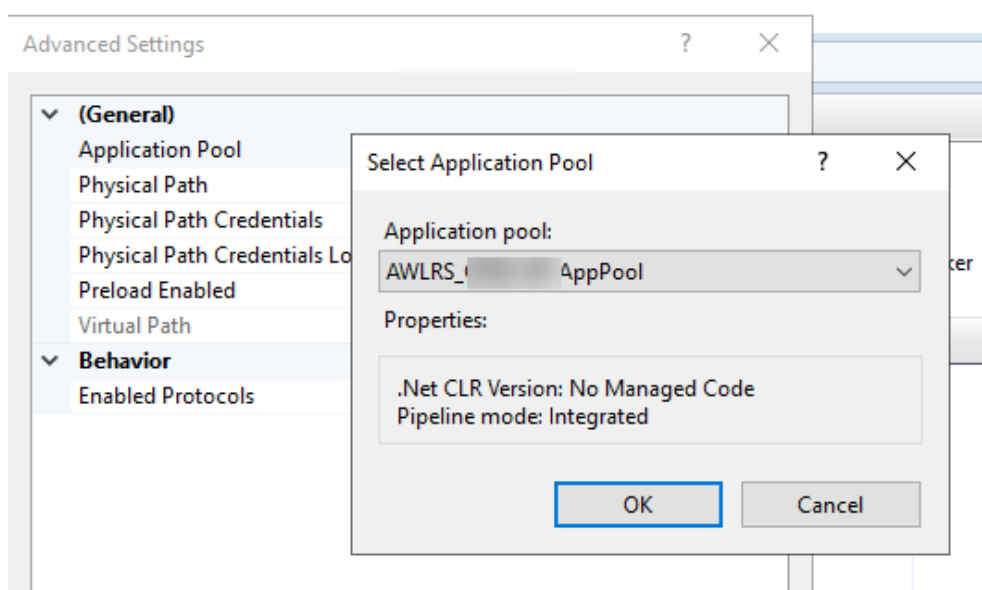 Advanced Settings
?
(General)
Application Pool
Physical Path
Physical Path Credentials
Physical Path Credentials Lo
Preload Enabled
Virtual Path
Behavior
Enabled Protocols
Select Application Pool
?
Application pool:
AWLRS_ AppPool
Properties:
.Net CLR Version: No Managed Code
Pipeline mode: Integrated
OK
Cancel